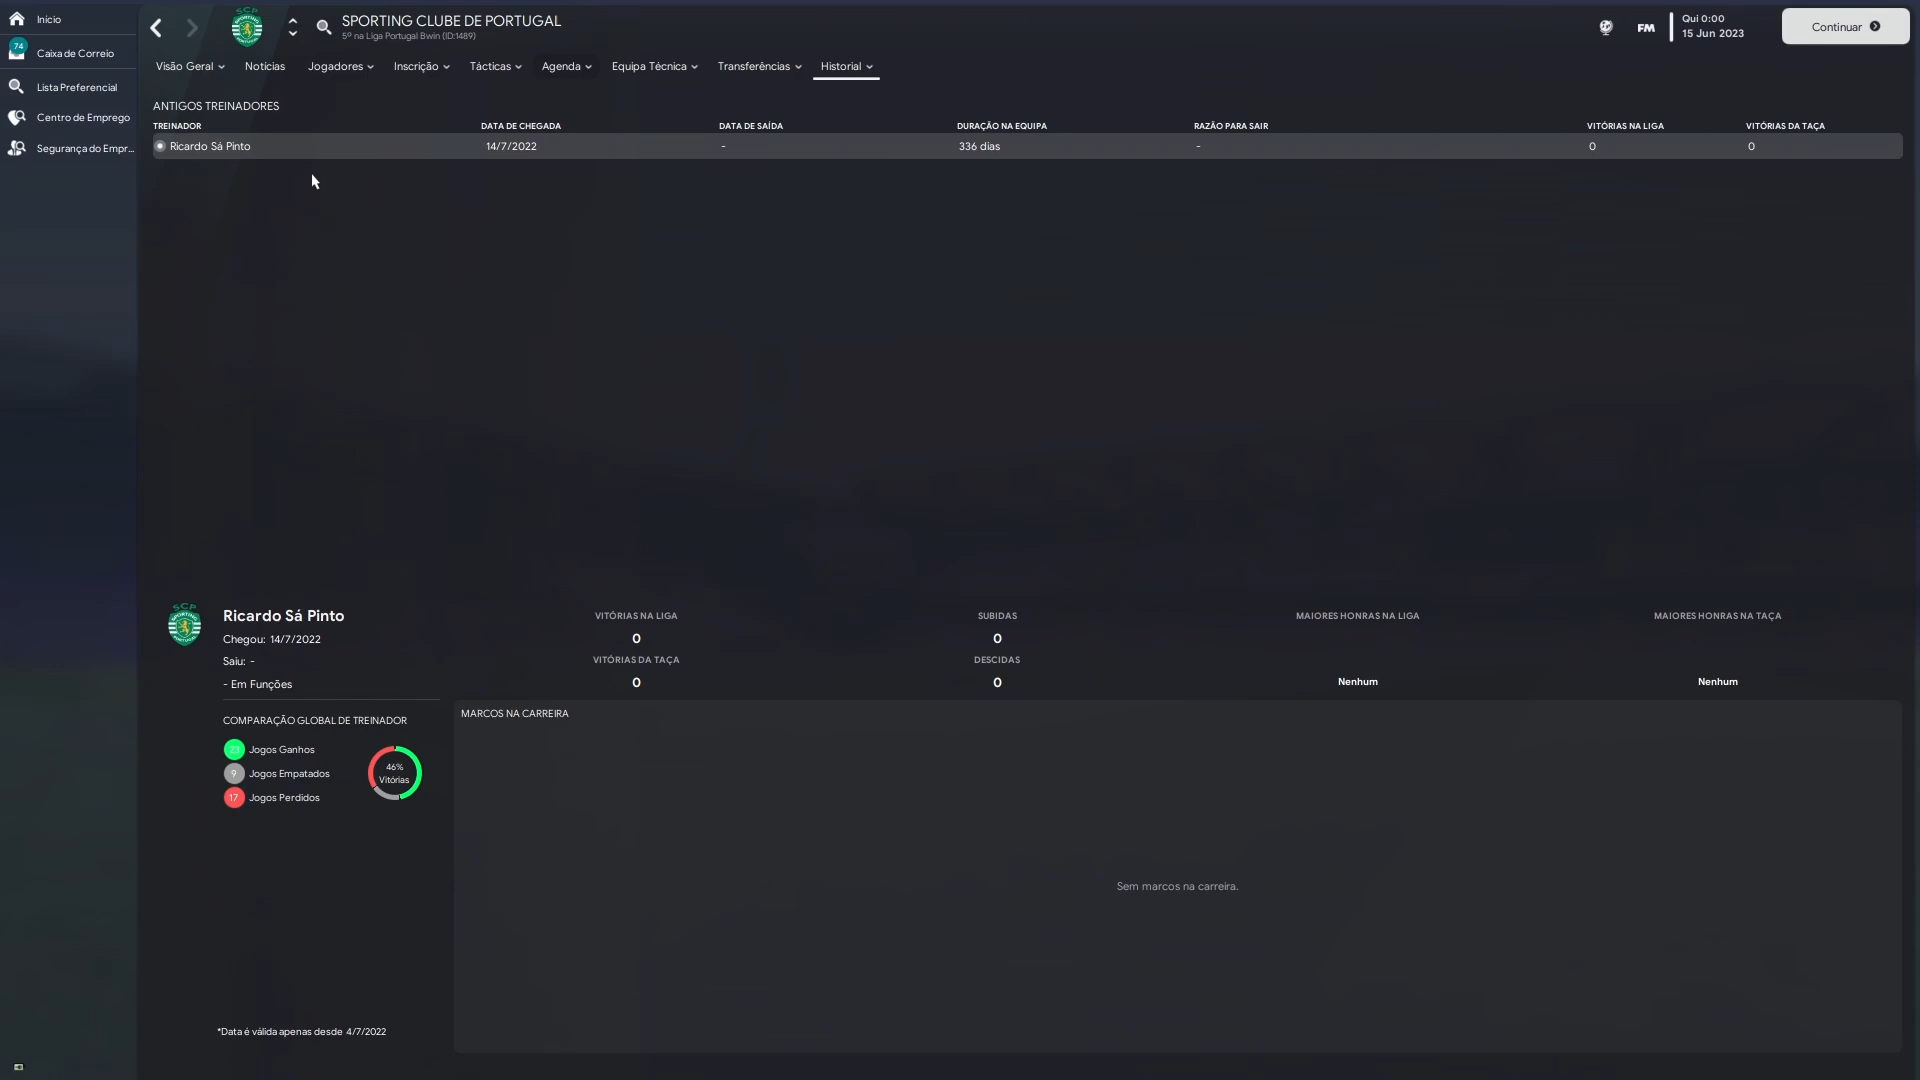 Início
74
Caixa de Correio
Lista Preferencial
Centro de Emprego
Segurança do Empr...
SPORTING CLUBE DE PORTUGAL
5º na Liga Portugal Bwin (ID:1489)
FM
Qui 0:00
15 Jun 2023
Continuar
Visão Geral
Notícias
Jogadores
Inscrição
Tácticas
Agenda
Equipa Técnica
Transferências
Historial
ANTIGOS TREINADORES
TREINADOR DATA DE CHEGADA DATA DE SAÍDA DURAÇÃO NA EQUIPA RAZÃO PARA SAIR VITÓRIAS NA LIGA VITÓRIAS DA TAÇA
Ricardo Sá Pinto 14/7/2022 - 336 dias - 0 0
SCP
SPORTING
PORTUGAL
Ricardo Sá Pinto
Chegou: 14/7/2022
Saiu: -
- Em Funções
VITÓRIAS NA LIGA
0
VITÓRIAS DA TAÇA
0
SUBIDAS
0
DESCIDAS
0
MAIORES HONRAS NA LIGA
Nenhum
MAIORES HONRAS NA TAÇA
Nenhum
COMPARAÇÃO GLOBAL DE TREINADOR
23 Jogos Ganhos
9 Jogos Empatados
17 Jogos Perdidos
46%
Vitórias
MARCOS NA CARREIRA
Sem marcos na carreira.
*Data é válida apenas desde 4/7/2022